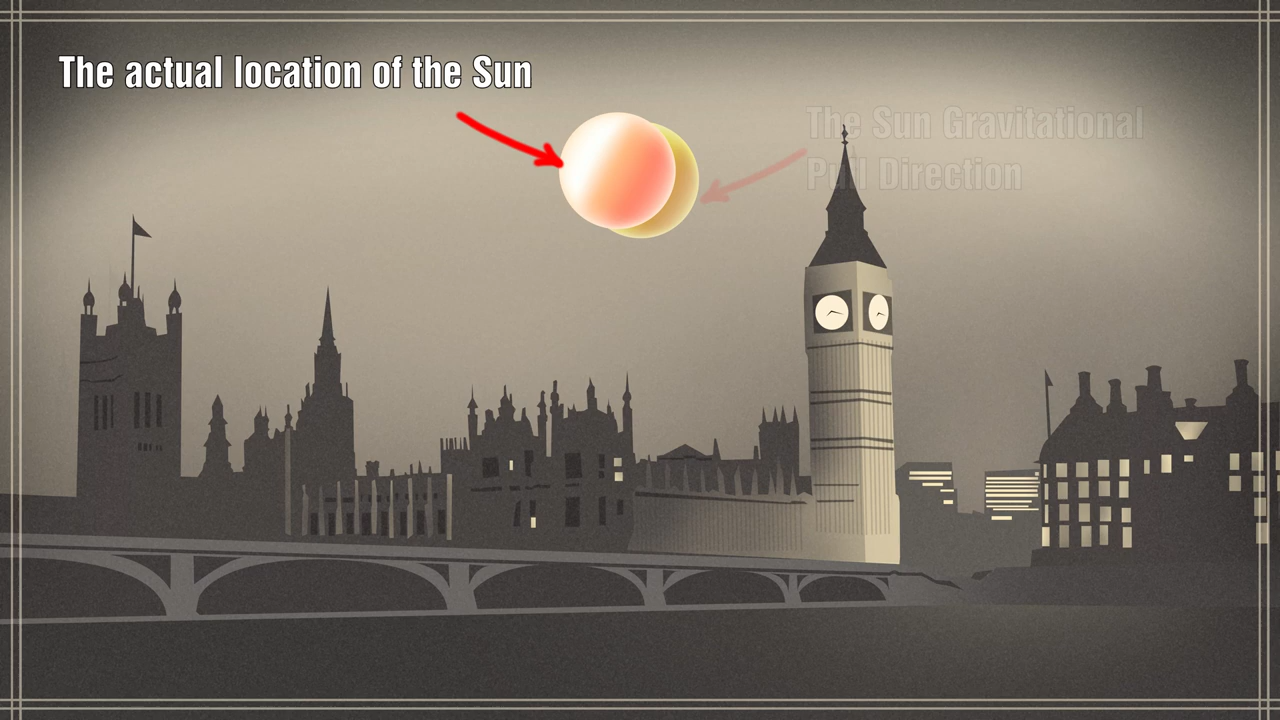 The actual location of the Sun
The Sun Gravitational
Pull Direction